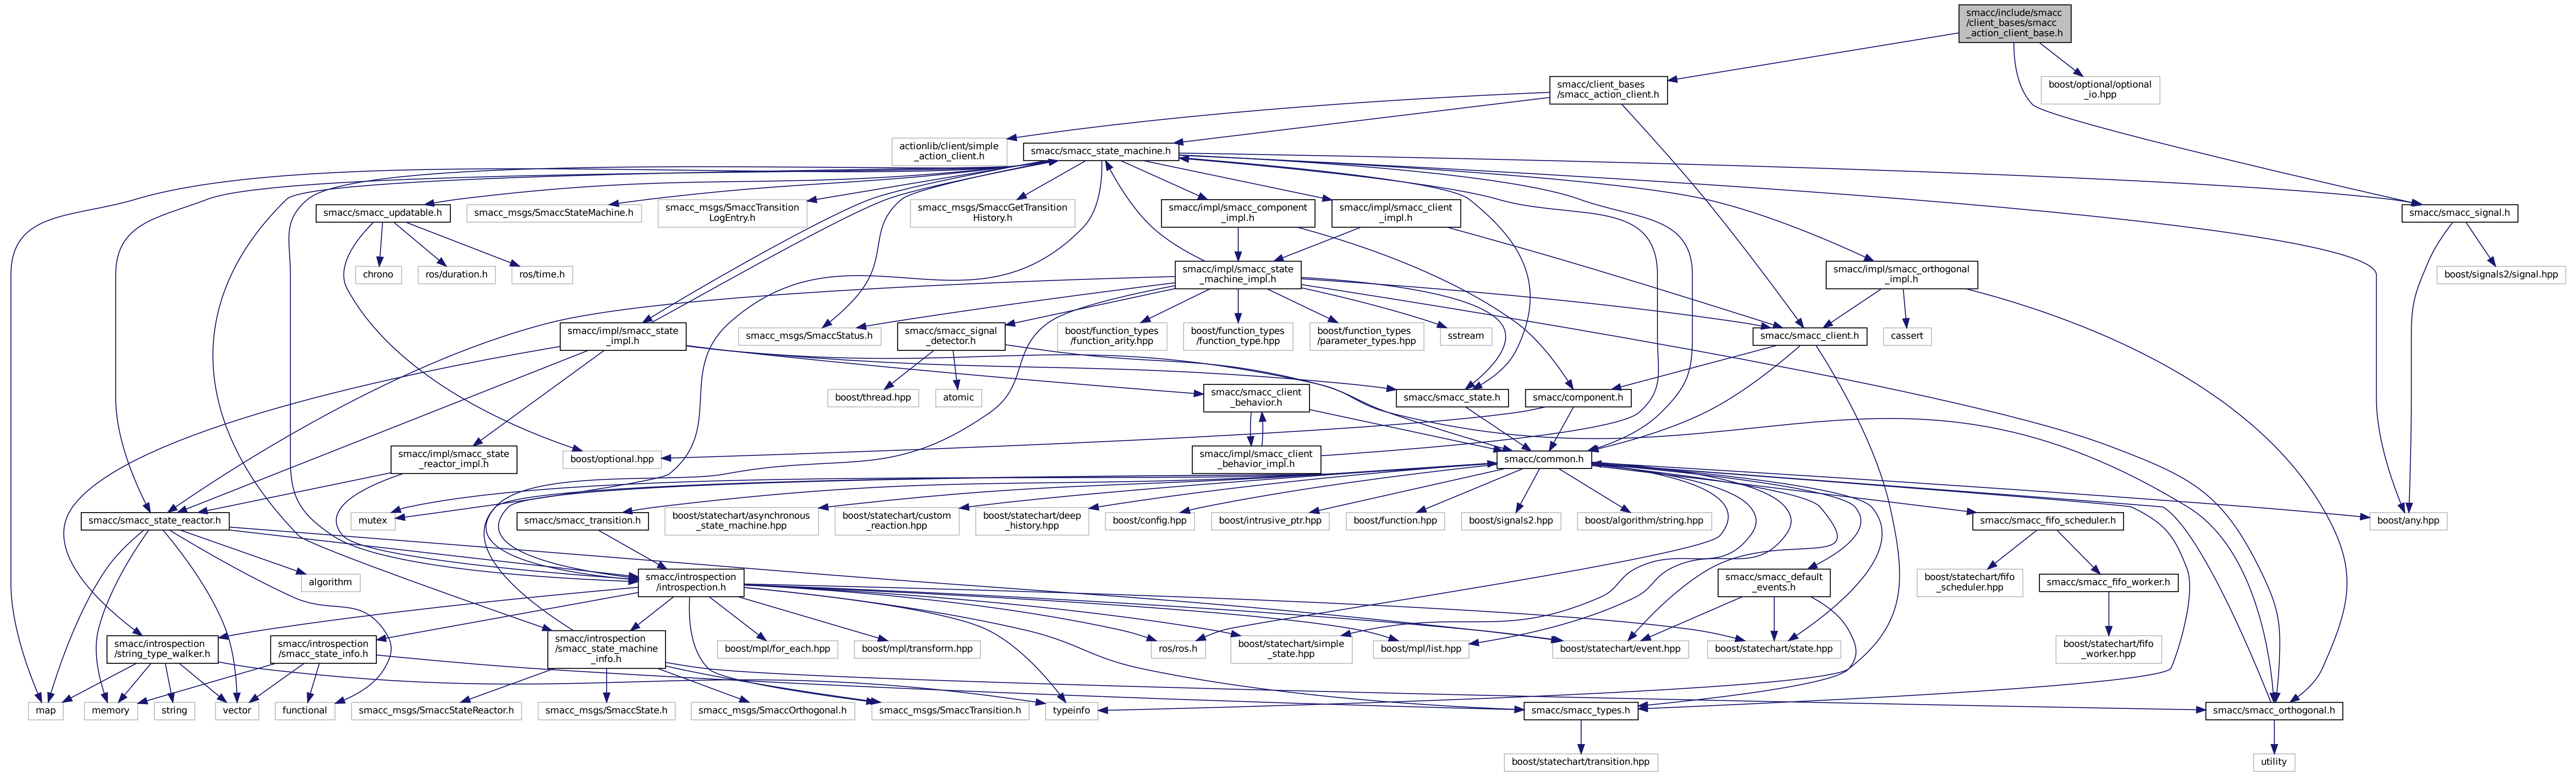 smacc/include/smacc
/client_bases/smacc
_action_client_base.h
smacc/client_bases
/smacc_action_client.h
boost/optional/optional
_io.hpp
actionlib/client/simple
_action_client.h
smacc/smacc_state_machine.h
smacc/smacc_updatable.h
smacc_msgs/SmaccStateMachine.h
smacc_msgs/SmaccTransition
LogEntry.h
smacc_msgs/SmaccGetTransition
History.h
smacc/impl/smacc_component
_impl.h
smacc/impl/smacc_client
_impl.h
smacc/smacc_signal.h
chrono
ros/duration.h
ros/time.h
smacc/impl/smacc_state
_machine_impl.h
smacc/impl/smacc_orthogonal
_impl.h
boost/signals2/signal.hpp
smacc/impl/smacc_state
_impl.h
smacc_msgs/SmaccStatus.h
smacc/smacc_signal
_detector.h
boost/function_types
/function_arity.hpp
boost/function_types
/function_type.hpp
boost/function_types
/parameter_types.hpp
sstream
smacc/smacc_client.h
cassert
boost/thread.hpp
atomic
smacc/smacc_client
_behavior.h
smacc/smacc_state.h
smacc/component.h
smacc/impl/smacc_state
_reactor_impl.h
boost/optional.hpp
smacc/impl/smacc_client
_behavior_impl.h
smacc/common.h
smacc/smacc_state_reactor.h
mutex
smacc/smacc_transition.h
boost/statechart/asynchronous
_state_machine.hpp
boost/statechart/custom
_reaction.hpp
boost/statechart/deep
_history.hpp
boost/config.hpp
boost/intrusive_ptr.hpp
boost/function.hpp
boost/signals2.hpp
boost/algorithm/string.hpp
smacc/smacc_fifo_scheduler.h
boost/any.hpp
algorithm
smacc/introspection
/introspection.h
smacc/smacc_default
_events.h
boost/statechart/fifo
_scheduler.hpp
smacc/smacc_fifo_worker.h
smacc/introspection
/string_type_walker.h
smacc/introspection
/smacc_state_info.h
smacc/introspection
/smacc_state_machine
_info.h
boost/mpl/for_each.hpp
boost/mpl/transform.hpp
ros/ros.h
boost/statechart/simple
_state.hpp
boost/mpl/list.hpp
boost/statechart/event.hpp
boost/statechart/state.hpp
boost/statechart/fifo
_worker.hpp
map
memory
string
vector
functional
smacc_msgs/SmaccStateReactor.h
smacc_msgs/SmaccState.h
smacc_msgs/SmaccOrthogonal.h
smacc_msgs/SmaccTransition.h
typeinfo
smacc/smacc_types.h
smacc/smacc_orthogonal.h
boost/statechart/transition.hpp
utility